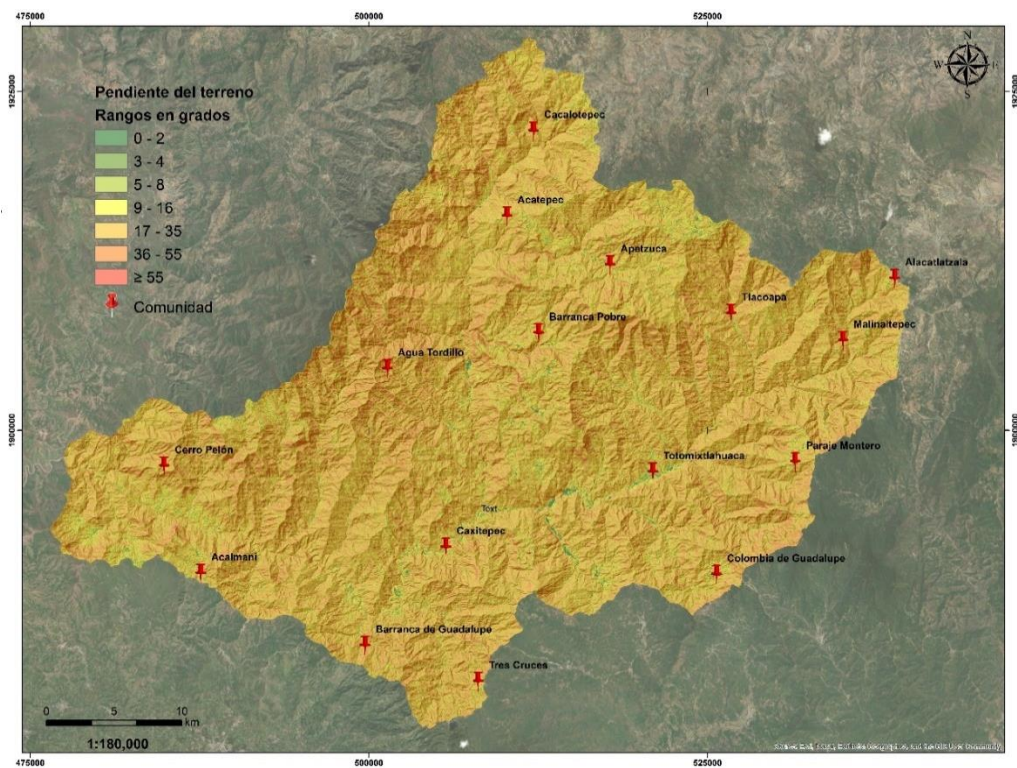 475000
500000
525000
N
W
E
S
1925000
1925000
Pendiente del terreno
Rangos en grados
0 - 2
3 - 4
5 - 8
9 - 16
17 - 35
36 - 55
≥ 55
Comunidad
Cacalotepec
Acatepec
Apetzuca
Alacatlatzala
Tlacoapa
Barranca Pobre
Malinaltepec
Agua Tordillo
1900000
1900000
Cerro Pelón
Paraje Montero
Totomixtlahuaca
Text
Caxitepec
Acalmani
Colombia de Guadalupe
Barranca de Guadalupe
Tres Cruces
0 5 10
km
1:180,000
475000
500000
525000